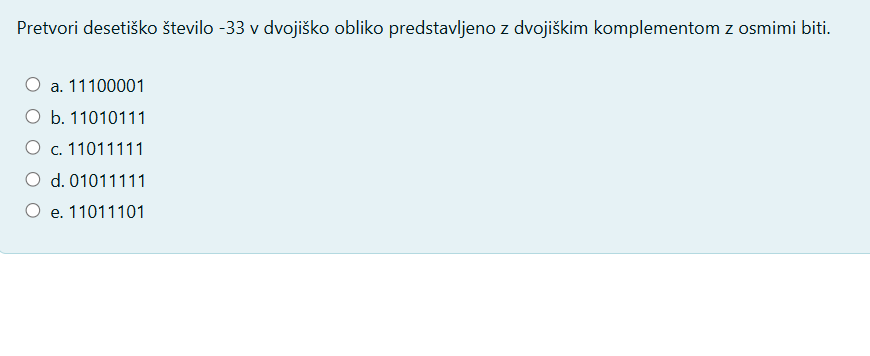 Pretvori desetiško število -33 v dvojiško obliko predstavljeno z dvojiškim komplementom z osmimi biti.
a. 11100001
b. 11010111
c. 11011111
d. 01011111
e. 11011101